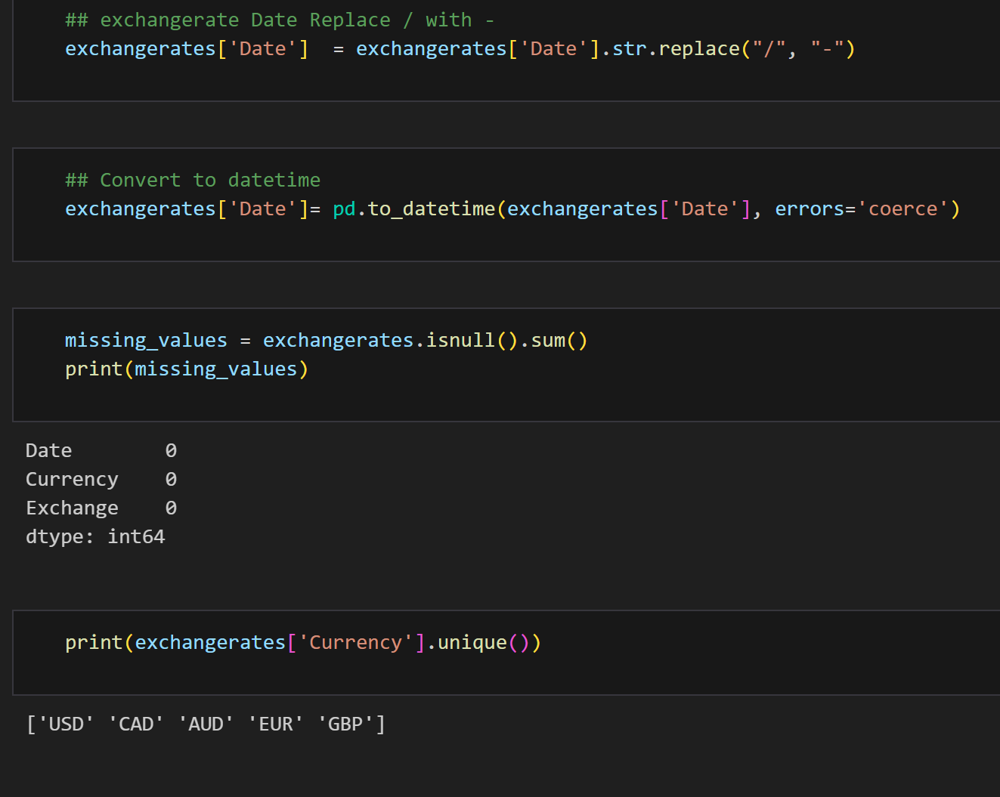 ## exchangerate Date Replace / with -
exchangerates['Date']  = exchangerates['Date'].str.replace("/", "-")
## Convert to datetime
exchangerates['Date']= pd.to_datetime(exchangerates['Date'], errors='coerce')
missing_values = exchangerates.isnull().sum()
print(missing_values)
Date        0
Currency    0
Exchange    0
dtype: int64
print(exchangerates['Currency'].unique())
['USD' 'CAD' 'AUD' 'EUR' 'GBP']